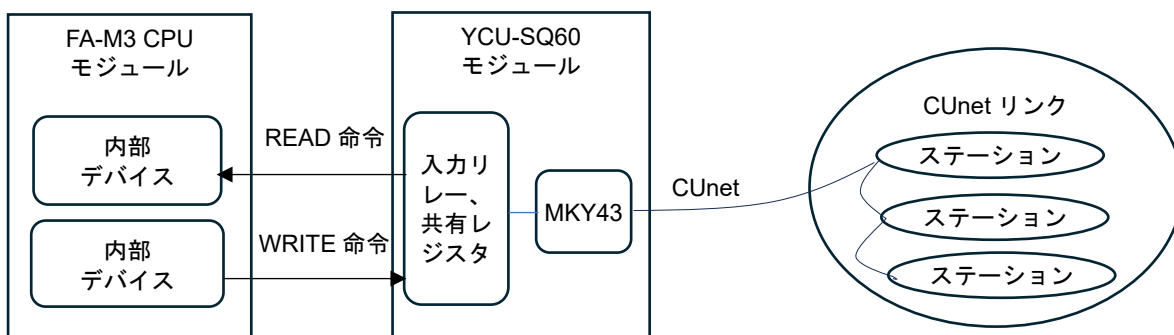 FA-M3 CPU
モジュール
内部
デバイス
内部
デバイス
READ 命令
WRITE 命令
YCU-SQ60
モジュール
入力リ
レー、
共有レ
ジスタ
MKY43
CUnet
CUnet リンク
ステーション
ステーション
ステーション